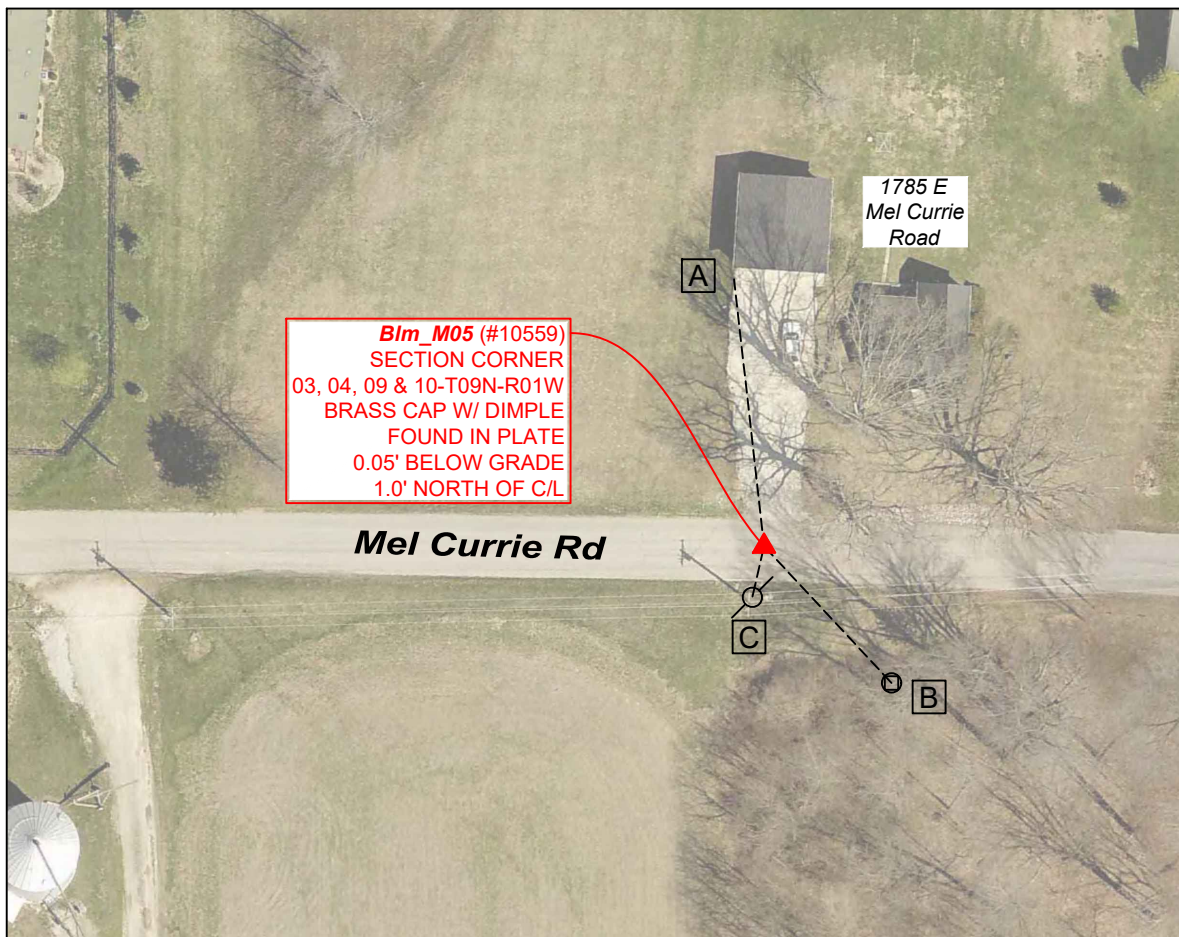 1785 E
Mel Currie
Road
A
Blm_M05 (#10559)
SECTION CORNER
03, 04, 09 & 10-T09N-R01W
BRASS CAP W/ DIMPLE
FOUND IN PLATE
0.05' BELOW GRADE
1.0' NORTH OF C/L
Mel Currie Rd
C
B